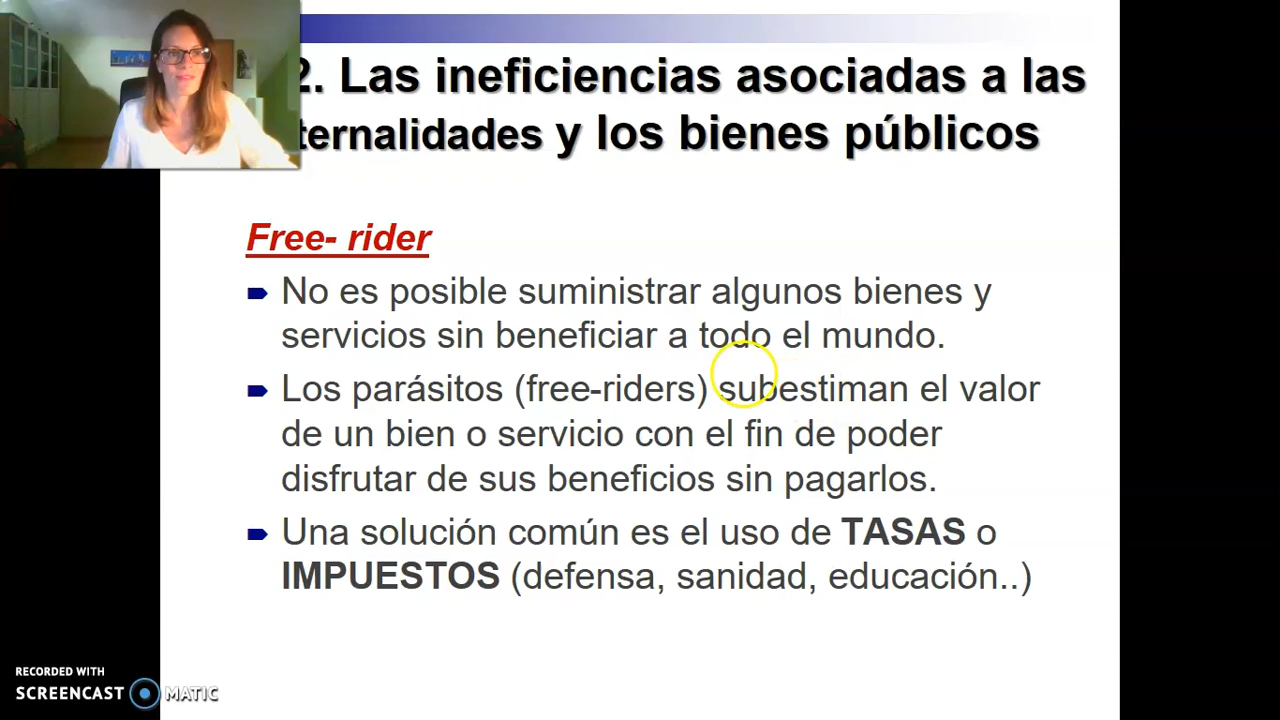 2. Las ineficiencias asociadas a las
ternalidades y los bienes públicos
Free- rider
No es posible suministrar algunos bienes y
servicios sin beneficiar a todo el mundo.
Los parásitos (free-riders) subestiman el valor
de un bien o servicio con el fin de poder
disfrutar de sus beneficios sin pagarlos.
Una solución común es el uso de TASAS o
IMPUESTOS (defensa, sanidad, educación..)
RECORDED WITH
SCREENCAST MATIC